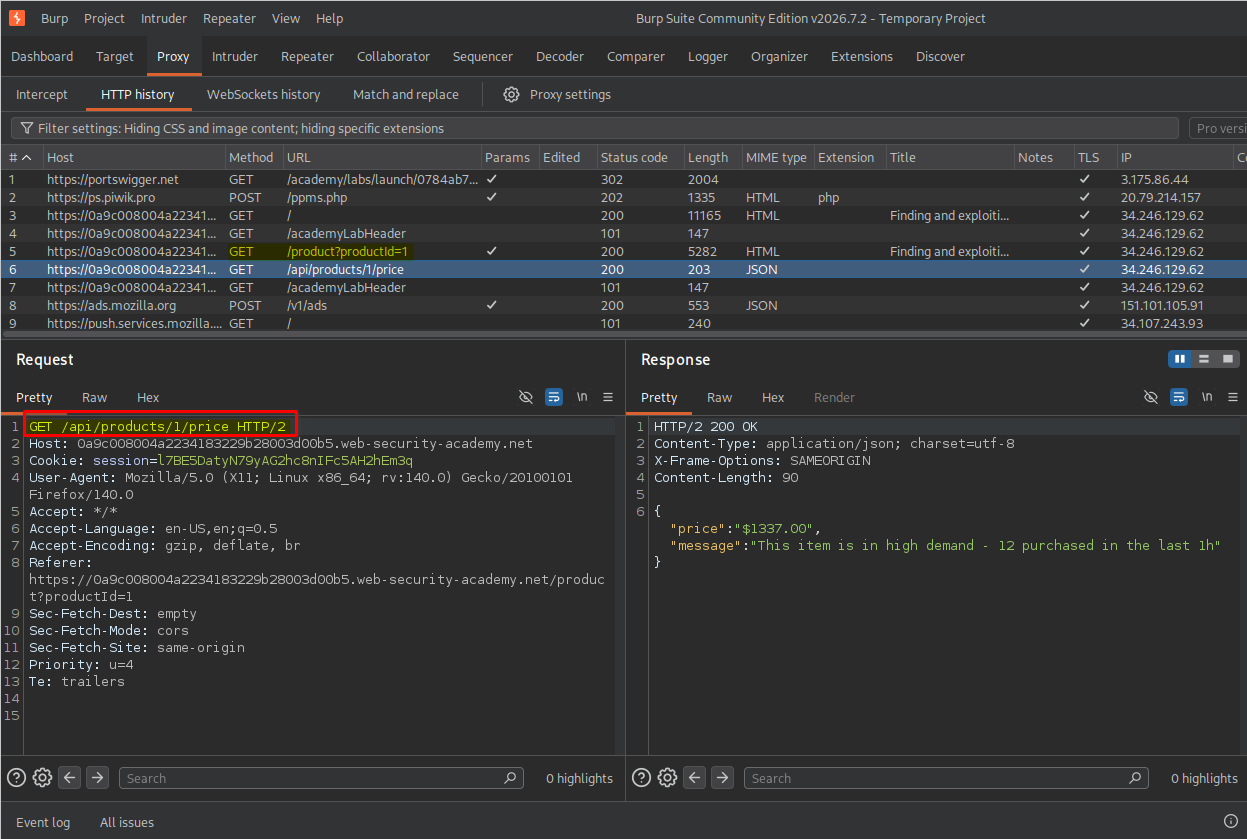 Burp Project Intruder Repeater View Help Burp Suite Community Edition v2026.7.2 - Temporary Project
Dashboard Target Proxy Intruder Repeater Collaborator Sequencer Decoder Comparer Logger Organizer Extensions Discover
Intercept HTTP history WebSockets history Match and replace Proxy settings
Filter settings: Hiding CSS and image content; hiding specific extensions Pro versi
# Host Method URL Params Edited Status code Length MIME type Extension Title Notes TLS IP Co
1 https://portswigger.net GET /academy/labs/launch/0784ab7... ✓ 302 2004 ✓ 3.175.86.44
2 https://ps.piwik.pro POST /ppms.php ✓ 202 1335 HTML php ✓ 20.79.214.157
3 https://0a9c008004a22341... GET / 200 11165 HTML Finding and exploiti... ✓ 34.246.129.62
4 https://0a9c008004a22341... GET /academyLabHeader 101 147 ✓ 34.246.129.62
5 https://0a9c008004a22341... GET /product?productId=1 ✓ 200 5282 HTML Finding and exploiti... ✓ 34.246.129.62
6 https://0a9c008004a22341... GET /api/products/1/price 200 203 JSON ✓ 34.246.129.62
7 https://0a9c008004a22341... GET /academyLabHeader 101 147 ✓ 34.246.129.62
8 https://ads.mozilla.org POST /v1/ads ✓ 200 553 JSON ✓ 151.101.105.91
9 https://push.services.mozilla.... GET / 101 240 ✓ 34.107.243.93
Request
Pretty Raw Hex \n
1 GET /api/products/1/price HTTP/2
2 Host: 0a9c008004a2234183229b28003d00b5.web-security-academy.net
3 Cookie: session=l7BE5DatyN79yAG2hc8nIFc5AH2hEm3q
4 User-Agent: Mozilla/5.0 (X11; Linux x86_64; rv:140.0) Gecko/20100101
Firefox/140.0
5 Accept: */*
6 Accept-Language: en-US,en;q=0.5
7 Accept-Encoding: gzip, deflate, br
8 Referer:
https://0a9c008004a2234183229b28003d00b5.web-security-academy.net/produc
t?productId=1
9 Sec-Fetch-Dest: empty
10 Sec-Fetch-Mode: cors
11 Sec-Fetch-Site: same-origin
12 Priority: u=4
13 Te: trailers
14
15
Search 0 highlights
Response
Pretty Raw Hex Render \n
1 HTTP/2 200 OK
2 Content-Type: application/json; charset=utf-8
3 X-Frame-Options: SAMEORIGIN
4 Content-Length: 90
5
6 {
"price":"$1337.00",
"message":"This item is in high demand - 12 purchased in the last 1h"
}
Search 0 highlights
Event log All issues